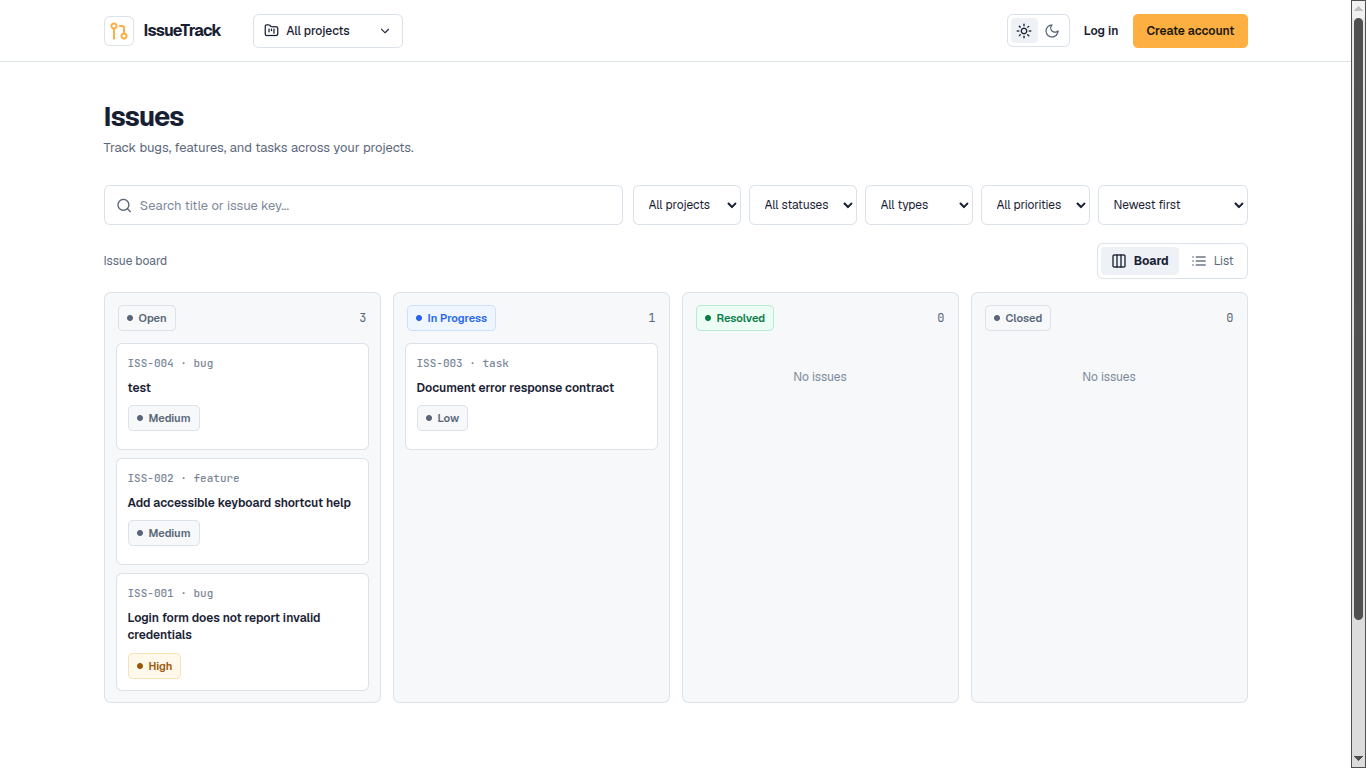 IssueTrack
All projects
Log in
Create account
Issues
Track bugs, features, and tasks across your projects.
Search title or issue key...
All projects
All statuses
All types
All priorities
Newest first
Issue board
Board
List
Open
3
ISS-004 · bug
test
Medium
ISS-002 · feature
Add accessible keyboard shortcut help
Medium
ISS-001 · bug
Login form does not report invalid
credentials
High
In Progress
1
ISS-003 · task
Document error response contract
Low
Resolved
0
No issues
Closed
0
No issues